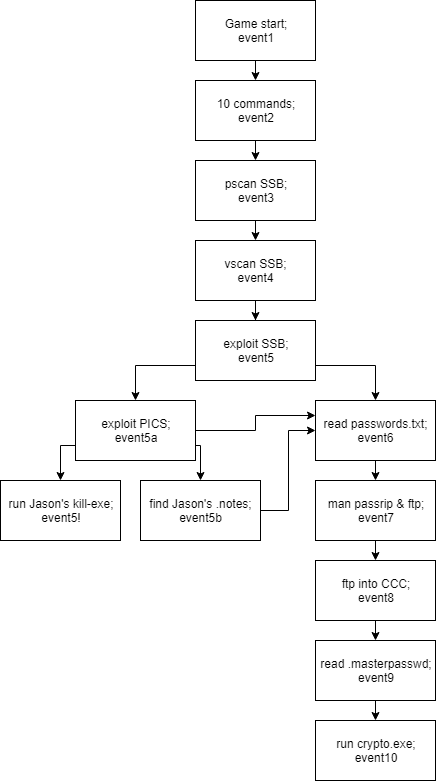 Game start;
event1
10 commands;
event2
pscan SSB;
event3
vscan SSB;
event4
exploit SSB;
event5
exploit PICS;
event5a
read passwords.txt;
event6
run Jason's kill-exe;
event5!
find Jason's .notes;
event5b
man passrip & ftp;
event7
ftp into CCC;
event8
read .masterpasswd;
event9
run crypto.exe;
event10